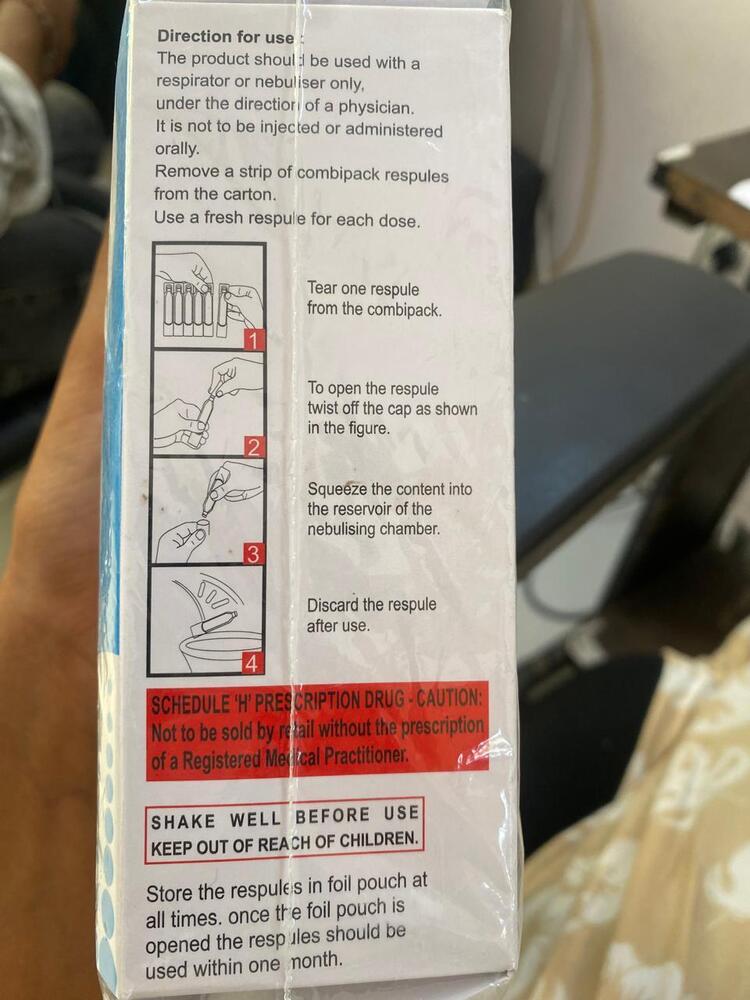 Direction for use:
The product should be used with a
respirator or nebuliser only,
under the direction of a physician.
It is not to be injected or administered
orally.
Remove a strip of combipack respules
from the carton.
Use a fresh respule for each dose.
1
Tear one respule
from the combipack.
2
To open the respule
twist off the cap as shown
in the figure.
3
Squeeze the content into
the reservoir of the
nebulising chamber.
4
Discard the respule
after use.
SCHEDULE 'H' PRESCRIPTION DRUG - CAUTION:
Not to be sold by retail without the prescription
of a Registered Medical Practitioner.
SHAKE WELL BEFORE USE
KEEP OUT OF REACH OF CHILDREN.
Store the respules in foil pouch at
all times. once the foil pouch is
opened the respules should be
used within one month.